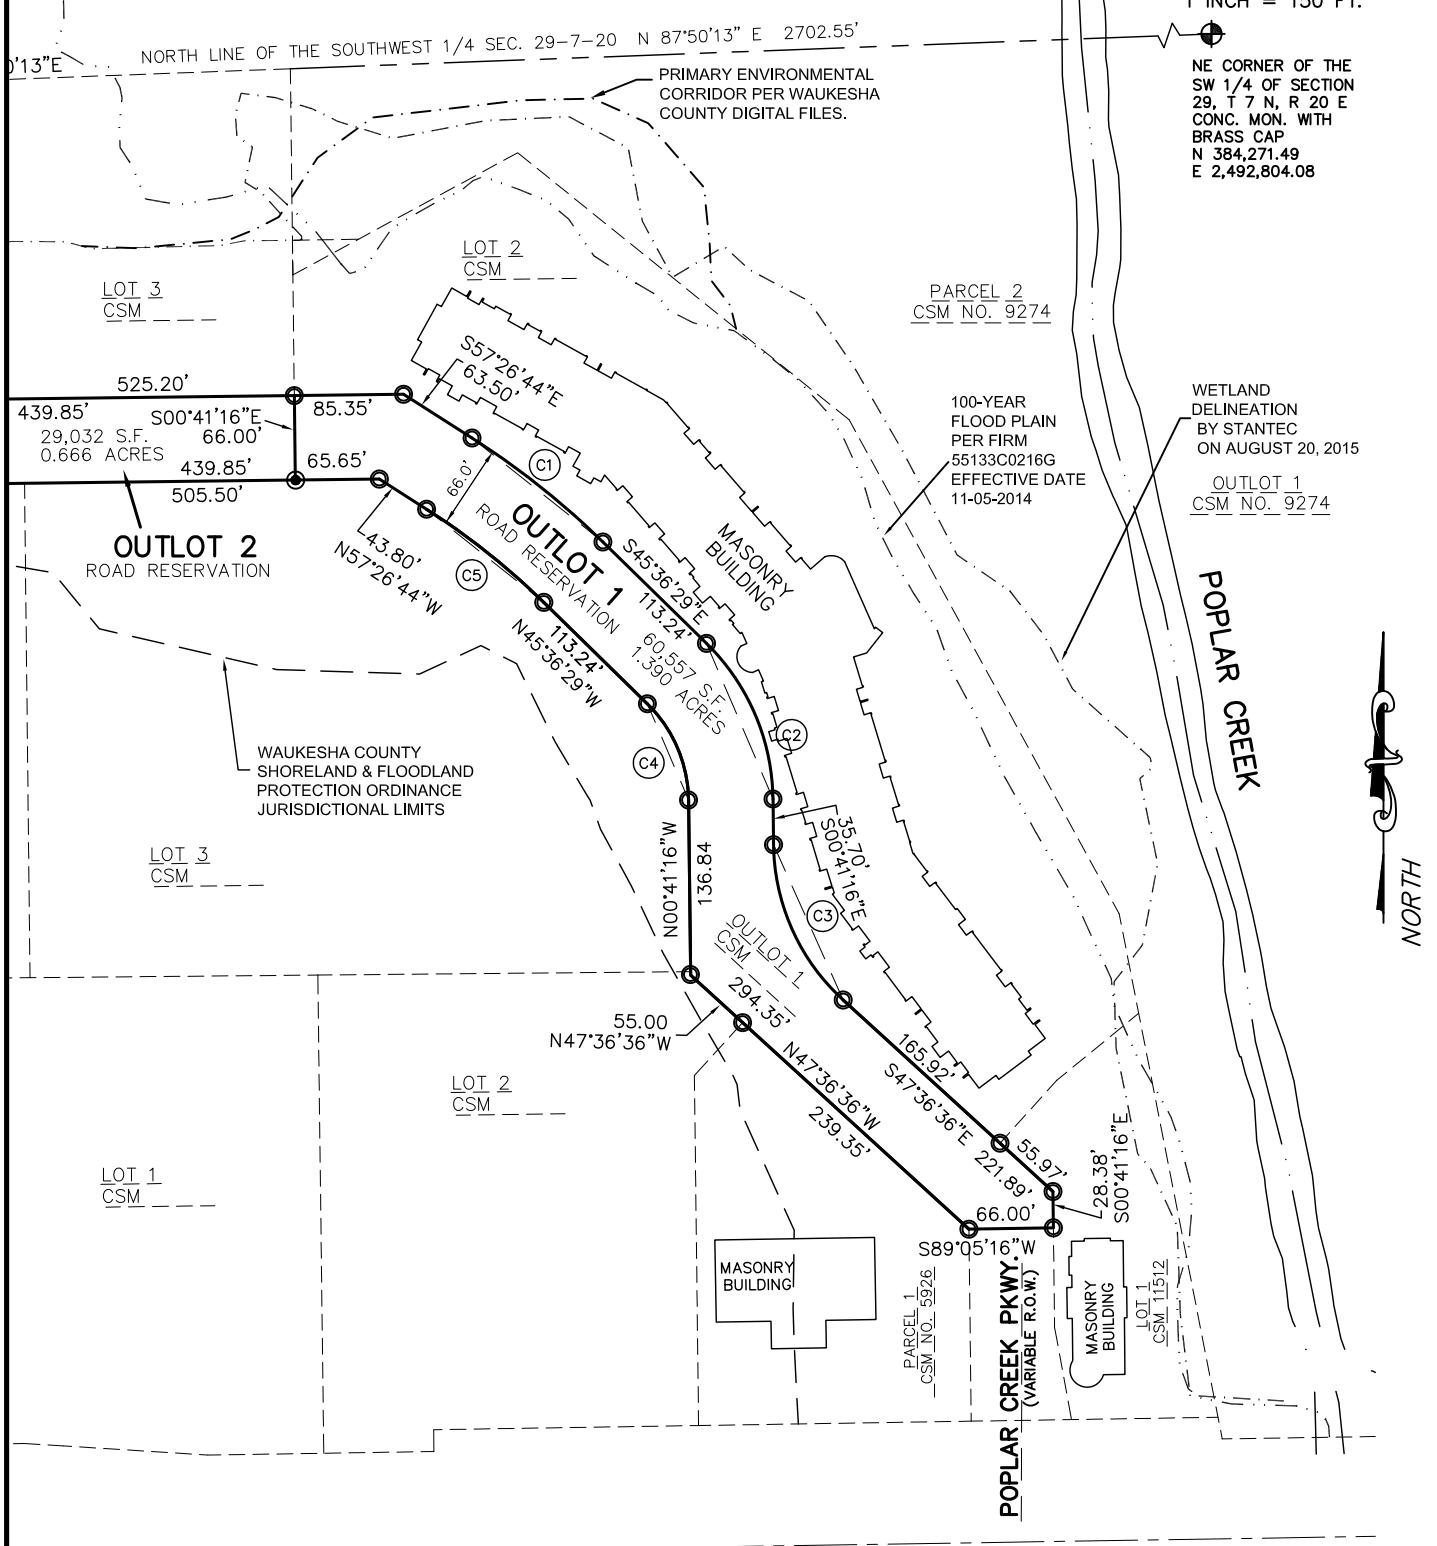 1 INCH = 150 FT.
NORTH LINE OF THE SOUTHWEST 1/4 SEC. 29-7-20 N 87°50'13" E 2702.55'
0'13"E
PRIMARY ENVIRONMENTAL
CORRIDOR PER WAUKESHA
COUNTY DIGITAL FILES.
NE CORNER OF THE
SW 1/4 OF SECTION
29, T 7 N, R 20 E
CONC. MON. WITH
BRASS CAP
N 384,271.49
E 2,492,804.08
LOT 2
CSM
LOT 3
CSM
PARCEL 2
CSM NO. 9274
S57°26'44"E
63.50'
525.20'
439.85'
S00°41'16"E
66.00'
85.35'
29,032 S.F.
0.666 ACRES
439.85'
65.65'
505.50'
OUTLOT 2
ROAD RESERVATION
66.0'
C1
OUTLOT 1
ROAD RESERVATION
60,557 S.F.
1.390 ACRES
43.80'
N57°26'44"W
C5
S45°36'29"E
113.24'
113.24'
N45°36'29"W
MASONRY
BUILDING
100-YEAR
FLOOD PLAIN
PER FIRM
55133C0216G
EFFECTIVE DATE
11-05-2014
WETLAND
DELINEATION
BY STANTEC
ON AUGUST 20, 2015
OUTLOT 1
CSM NO. 9274
POPLAR CREEK
NORTH
WAUKESHA COUNTY
SHORELAND & FLOODLAND
PROTECTION ORDINANCE
JURISDICTIONAL LIMITS
C4
C2
35.70'
S00°41'16"E
N00°41'16"W
136.84
C3
LOT 3
CSM
OUTLOT 1
CSM
294.35'
55.00
N47°36'36"W
N47°36'36"W
239.35'
165.92'
S47°36'36"E
221.89'
55.97'
28.38'
S00°41'16"E
66.00'
S89°05'16"W
LOT 2
CSM
LOT 1
CSM
MASONRY
BUILDING
PARCEL 1
CSM NO. 5926
POPLAR CREEK PKWY.
(VARIABLE R.O.W.)
MASONRY
BUILDING
LOT 1
CSM 11512